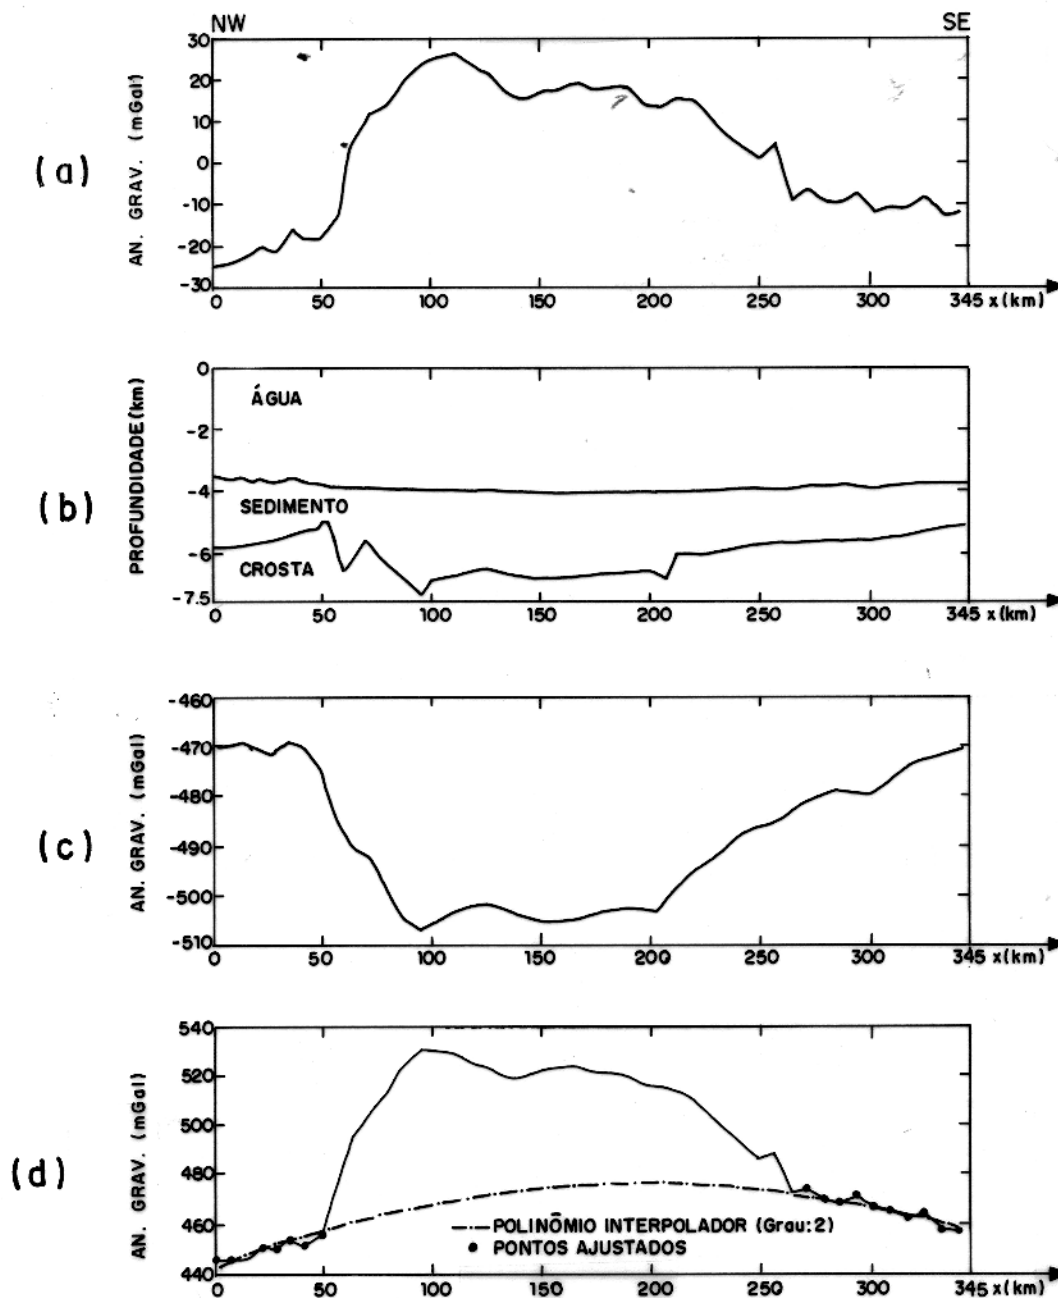 NW SE
(a)
AN. GRAV. (mGal)
30
20
10
0
-10
-20
-30
0 50 100 150 200 250 300 345 x (km)
(b)
PROFUNDIDADE (km)
0
-2
-4
-6
-7.5
ÁGUA
SEDIMENTO
CROSTA
0 50 100 150 200 250 300 345 x (km)
(c)
AN. GRAV. (mGal)
-460
-470
-480
-490
-500
-510
0 50 100 150 200 250 300 345 x (km)
(d)
AN. GRAV. (mGal)
540
520
500
480
460
440
POLINÔMIO INTERPOLADOR (Grau:2)
PONTOS AJUSTADOS
0 50 100 150 200 250 300 345 x (km)